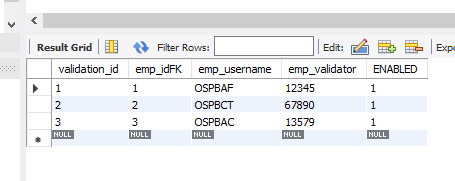 Result Grid Filter Rows: Edit: Expo
validation_id emp_idFK emp_username emp_validator ENABLED
1 1 OSPBAF 12345 1
2 2 OSPBCT 67890 1
3 3 OSPBAC 13579 1
NULL NULL NULL NULL NULL